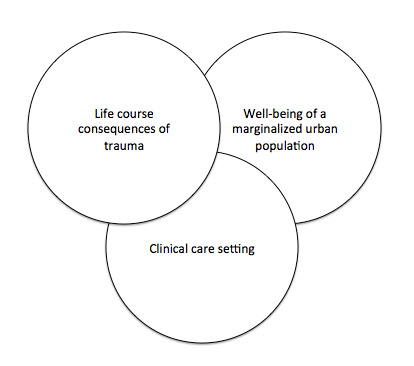 Life course
consequences of
trauma
Well-being of a
marginalized urban
population
Clinical care setting